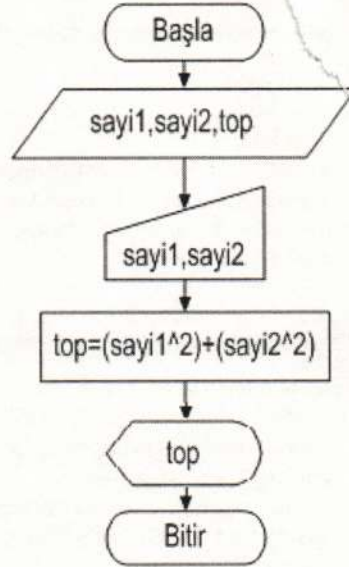 Başla
sayi1,sayi2,top
sayi1,sayi2
top=(sayi1^2)+(sayi2^2)
top
Bitir